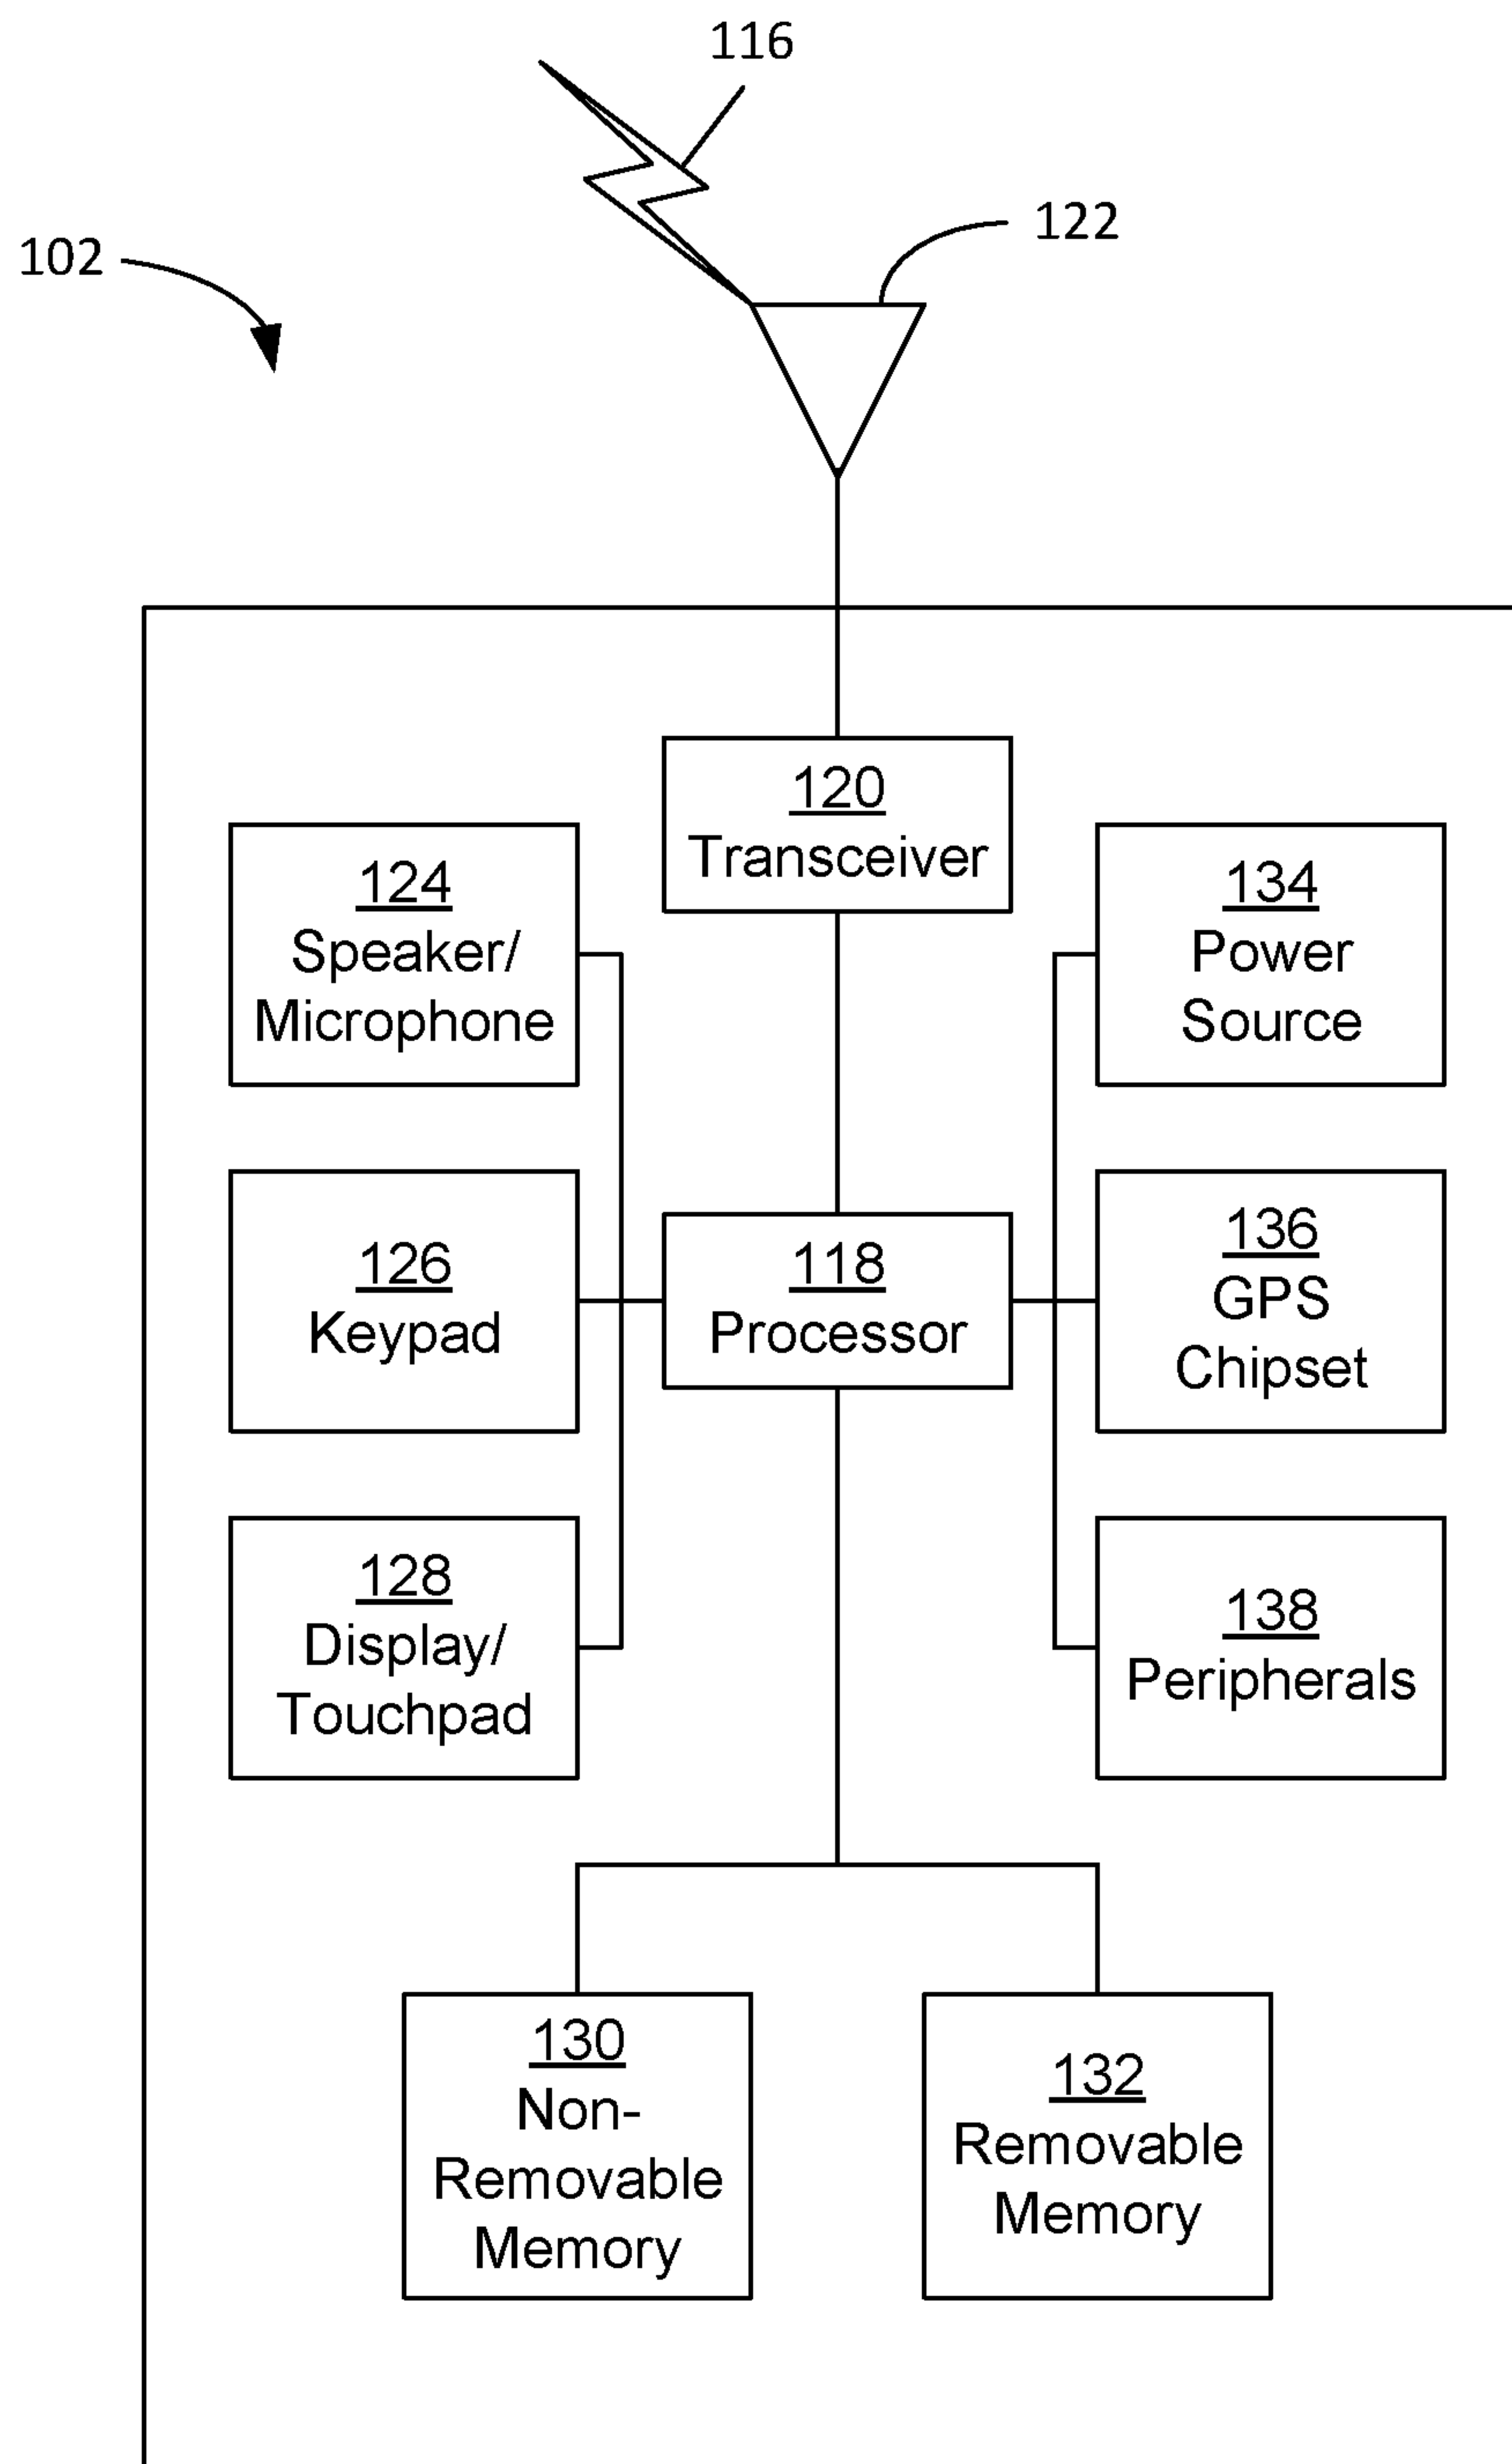 116
122
102
120
Transceiver
124
Speaker/
Microphone
134
Power
Source
126
Keypad
118
Processor
136
GPS
Chipset
128
Display/
Touchpad
138
Peripherals
130
Non-
Removable
Memory
132
Removable
Memory